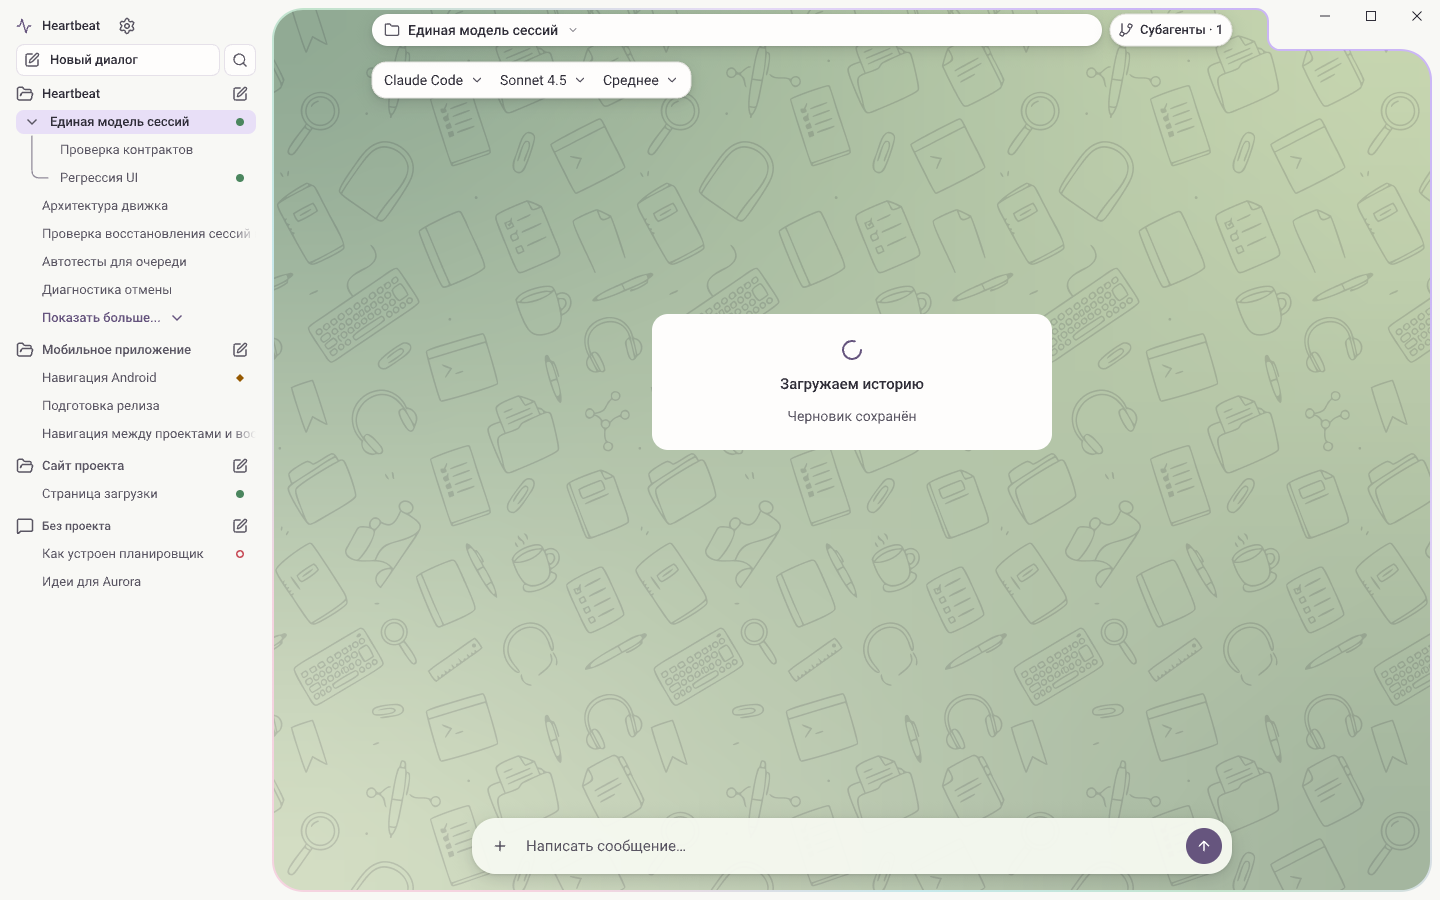 Heartbeat
Новый диалог
Heartbeat
Единая модель сессий
Проверка контрактов
Регрессия UI
Архитектура движка
Проверка восстановления сессий
Автотесты для очереди
Диагностика отмены
Показать больше...
Мобильное приложение
Навигация Android
Подготовка релиза
Навигация между проектами и вос
Сайт проекта
Страница загрузки
Без проекта
Как устроен планировщик
Идеи для Aurora
Единая модель сессий
Субагенты · 1
Claude Code Sonnet 4.5 Среднее
Загружаем историю
Черновик сохранён
Написать сообщение…